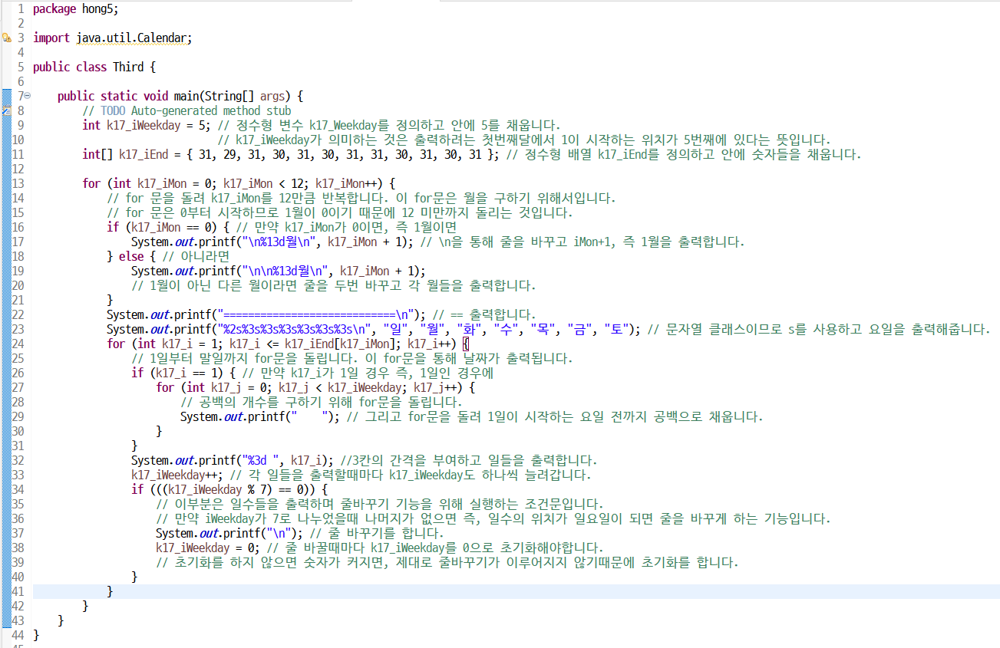 1 package hong5;
2
3 import java.util.Calendar;
4
5 public class Third {
6
7 public static void main(String[] args) {
8 // TODO Auto-generated method stub
9 int k17_iWeekday = 5; // 정수형 변수 k17_Weekday를 정의하고 안에 5를 채웁니다.
10 // k17_iWeekday가 의미하는 것은 출력하려는 첫번째달에서 1이 시작하는 위치가 5번째에 있다는 뜻입니다.
11 int[] k17_iEnd = { 31, 29, 31, 30, 31, 30, 31, 31, 30, 31, 30, 31 }; // 정수형 배열 k17_iEnd를 정의하고 안에 숫자들을 채웁니다.
12
13 for (int k17_iMon = 0; k17_iMon < 12; k17_iMon++) {
14 // for 문을 돌려 k17_iMon를 12만큼 반복합니다. 이 for문은 월을 구하기 위해서입니다.
15 // for 문은 0부터 시작하므로 1월이 0이기 때문에 12 미만까지 돌리는 것입니다.
16 if (k17_iMon == 0) { // 만약 k17_iMon가 0이면, 즉 1월이면
17 System.out.printf("\n%13d월\n", k17_iMon + 1); // \n을 통해 줄을 바꾸고 iMon+1, 즉 1월을 출력합니다.
18 } else { // 아니라면
19 System.out.printf("\n\n%13d월\n", k17_iMon + 1);
20 // 1월이 아닌 다른 월이라면 줄을 두번 바꾸고 각 월들을 출력합니다.
21 }
22 System.out.printf("============================\n"); // == 출력합니다.
23 System.out.printf("%2s%3s%3s%3s%3s%3s%3s\n", "일", "월", "화", "수", "목", "금", "토"); // 문자열 클래스이므로 s를 사용하고 요일을 출력해줍니다.
24 for (int k17_i = 1; k17_i <= k17_iEnd[k17_iMon]; k17_i++) {
25 // 1일부터 말일까지 for문을 돌립니다. 이 for문을 통해 날짜가 출력됩니다.
26 if (k17_i == 1) { // 만약 k17_i가 1일 경우 즉, 1일인 경우에
27 for (int k17_j = 0; k17_j < k17_iWeekday; k17_j++) {
28 // 공백의 개수를 구하기 위해 for문을 돌립니다.
29 System.out.printf("    "); // 그리고 for문을 돌려 1일이 시작하는 요일 전까지 공백으로 채웁니다.
30 }
31 }
32 System.out.printf("%3d ", k17_i); //3칸의 간격을 부여하고 일들을 출력합니다.
33 k17_iWeekday++; // 각 일들을 출력할때마다 k17_iWeekday도 하나씩 늘려갑니다.
34 if (((k17_iWeekday % 7) == 0)) {
35 // 이부분은 일수들을 출력하며 줄바꾸기 기능을 위해 실행하는 조건문입니다.
36 // 만약 iWeekday가 7로 나누었을때 나머지가 없으면 즉, 일수의 위치가 일요일이 되면 줄을 바꾸게 하는 기능입니다.
37 System.out.printf("\n"); // 줄 바꾸기를 합니다.
38 k17_iWeekday = 0; // 줄 바꿀때마다 k17_iWeekday를 0으로 초기화해야합니다.
39 // 초기화를 하지 않으면 숫자가 커지면, 제대로 줄바꾸기가 이루어지지 않기때문에 초기화를 합니다.
40 }
41 }
42 }
43 }
44 }